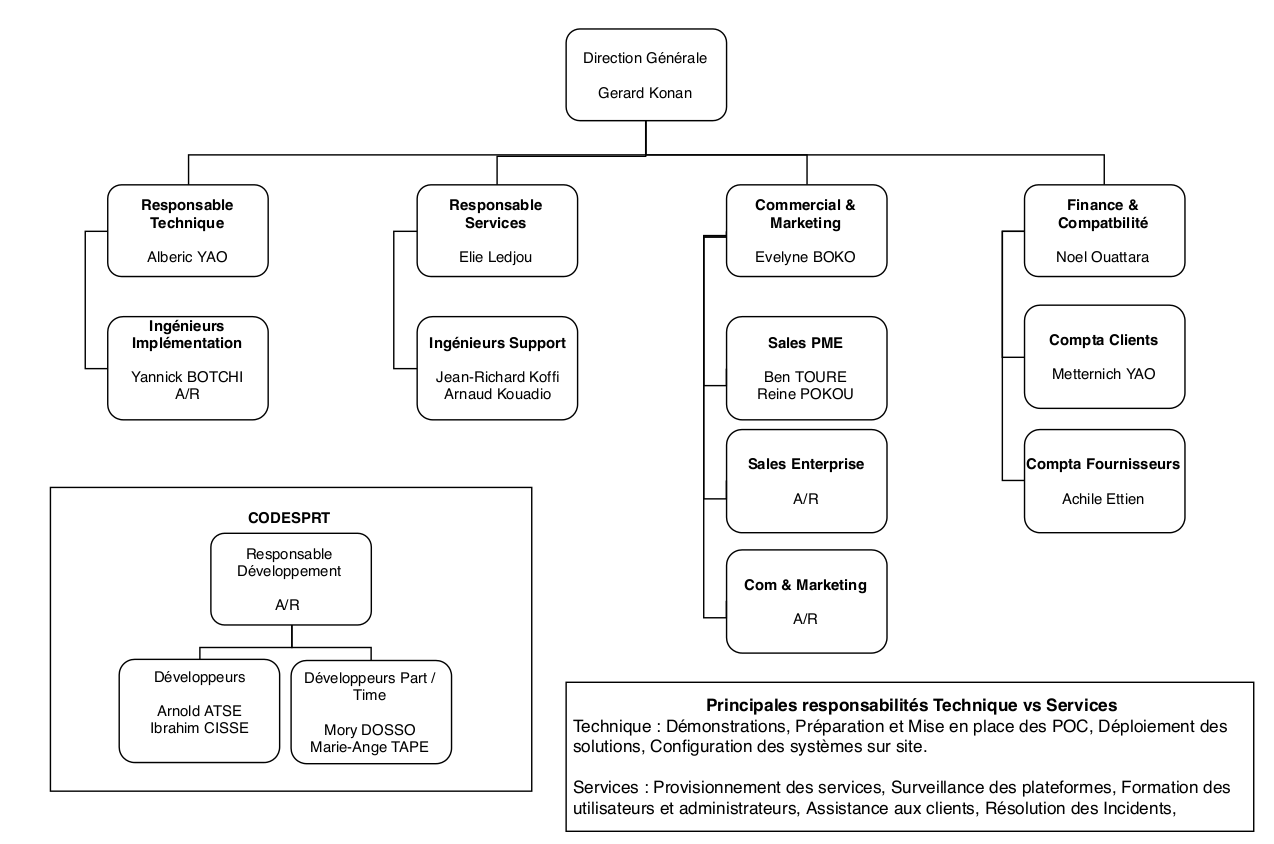 Direction Générale
Gerard Konan
Responsable
Technique
Alberic YAO
Ingénieurs
Implémentation
Yannick BOTCHI
A/R
Responsable
Services
Elie Ledjou
Ingénieurs Support
Jean-Richard Koffi
Arnaud Kouadio
Commercial &
Marketing
Evelyne BOKO
Sales PME
Ben TOURE
Reine POKOU
Sales Enterprise
A/R
Com & Marketing
A/R
Finance &
Compatbilité
Noel Ouattara
Compta Clients
Metternich YAO
Compta Fournisseurs
Achile Ettien
CODESPRT
Responsable
Développement
A/R
Développeurs
Arnold ATSE
Ibrahim CISSE
Développeurs Part /
Time
Mory DOSSO
Marie-Ange TAPE
Principales responsabilités Technique vs Services
Technique : Démonstrations, Préparation et Mise en place des POC, Déploiement des
solutions, Configuration des systèmes sur site.
Services : Provisionnement des services, Surveillance des plateformes, Formation des
utilisateurs et administrateurs, Assistance aux clients, Résolution des Incidents,